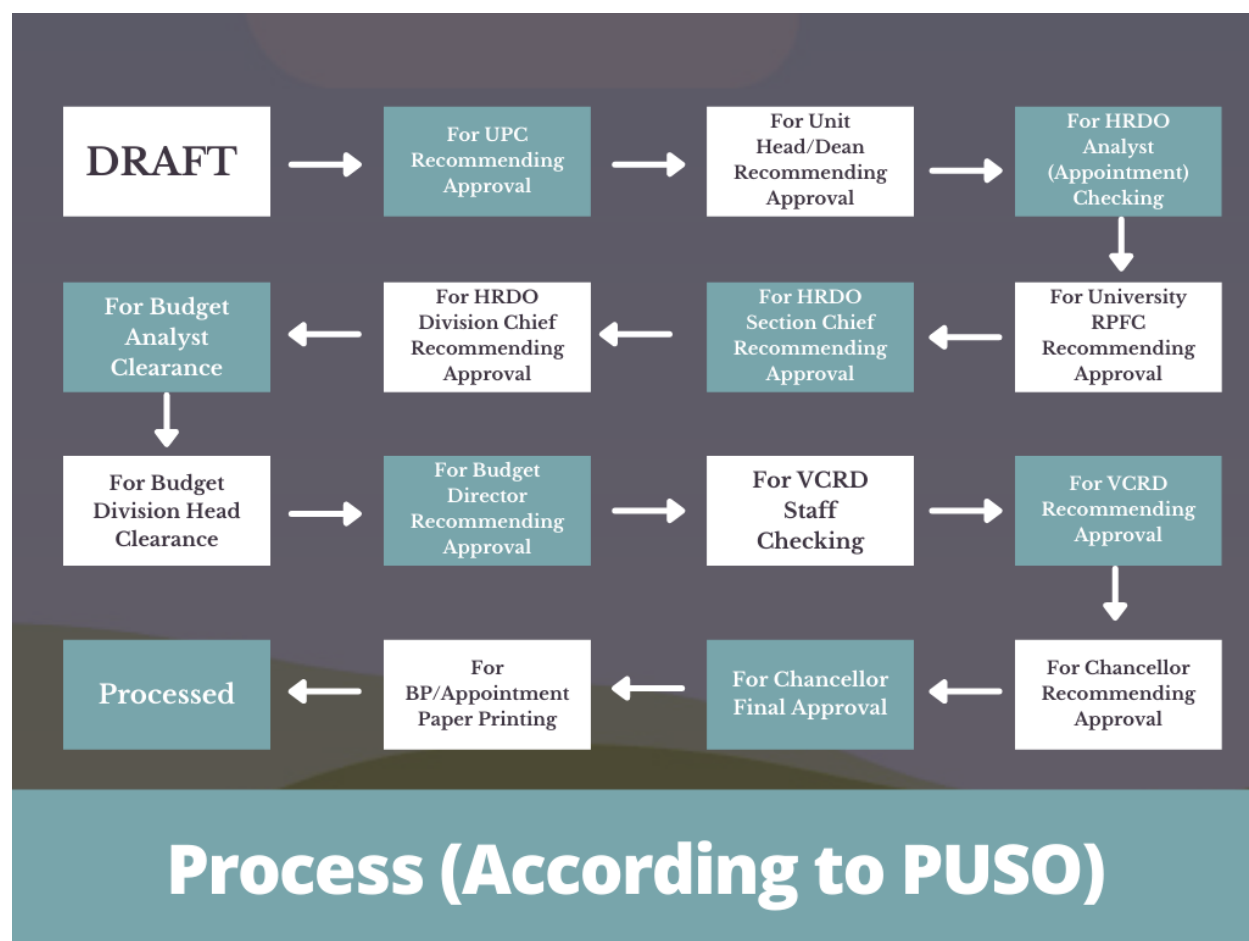 DRAFT
For UPC
Recommending
Approval
For Unit
Head/Dean
Recommending
Approval
For HRDO
Analyst
(Appointment)
Checking
For University
RPFC
Recommending
Approval
For HRDO
Section Chief
Recommending
Approval
For HRDO
Division Chief
Recommending
Approval
For Budget
Analyst
Clearance
For Budget
Division Head
Clearance
For Budget
Director
Recommending
Approval
For VCRD
Staff
Checking
For VCRD
Recommending
Approval
For Chancellor
Recommending
Approval
For Chancellor
Final Approval
For
BP/Appointment
Paper Printing
Processed
Process (According to PUSO)